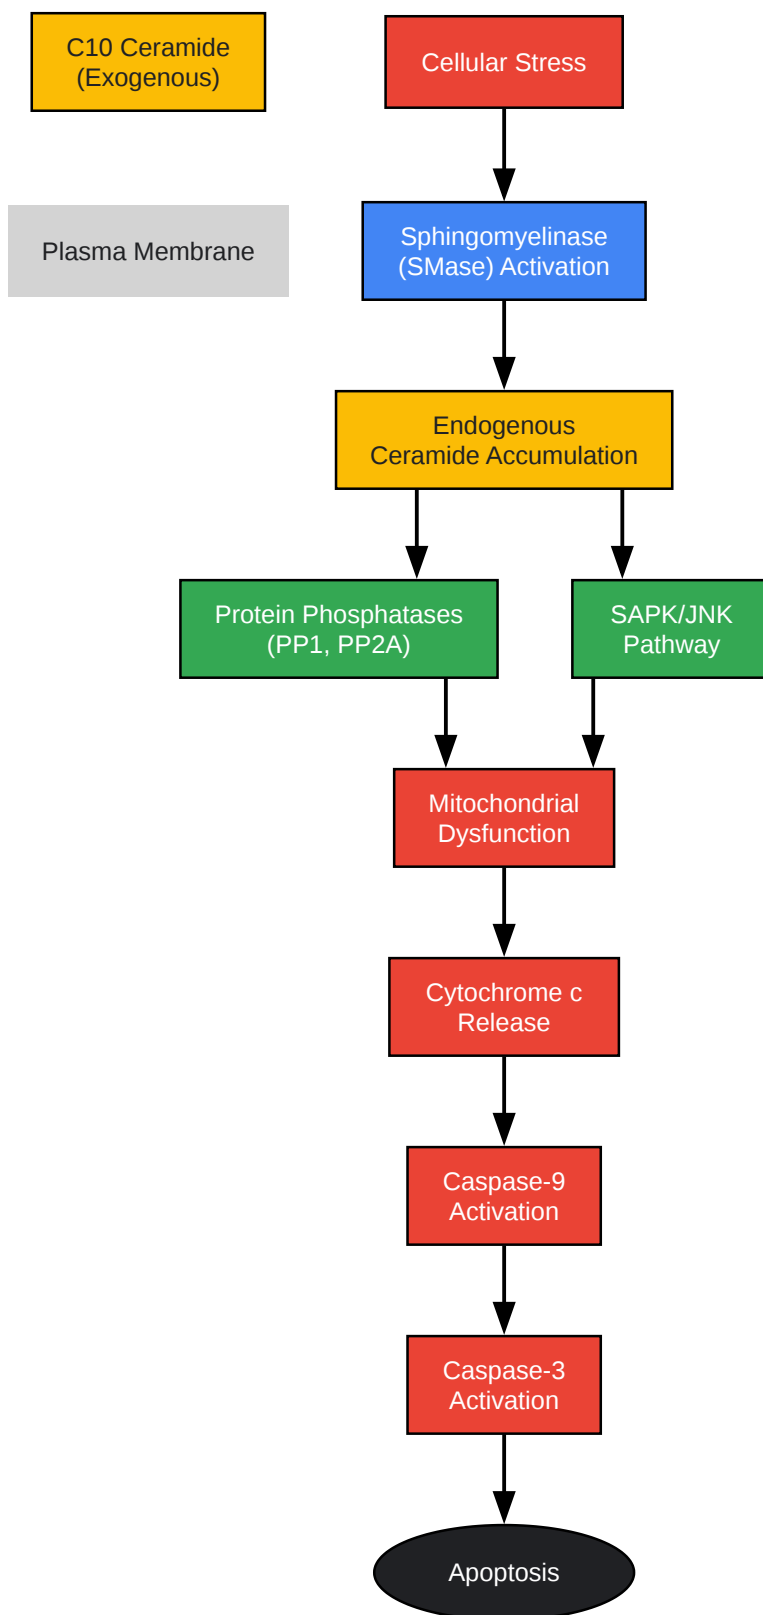 C10 Ceramide
(Exogenous)
Cellular Stress
Plasma Membrane
Sphingomyelinase
(SMase) Activation
Endogenous
Ceramide Accumulation
Protein Phosphatases
(PP1, PP2A)
SAPK/JNK
Pathway
Mitochondrial
Dysfunction
Cytochrome c
Release
Caspase-9
Activation
Caspase-3
Activation
Apoptosis